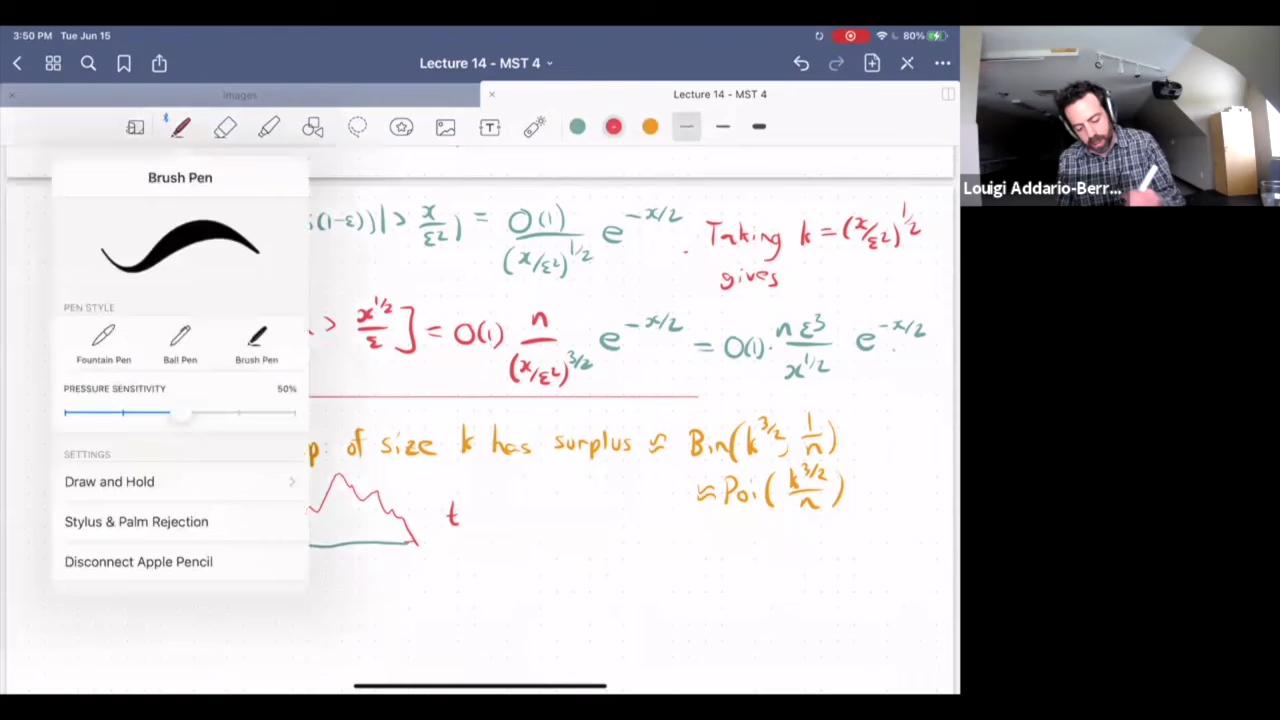 3:50 PM Tue Jun 15
80%
Lecture 14 - MST 4
Images
Lecture 14 - MST 4
Louigi Addario-Berr...
Brush Pen
PEN STYLE
Fountain Pen Ball Pen Brush Pen
PRESSURE SENSITIVITY 50%
SETTINGS
Draw and Hold
Stylus & Palm Rejection
Disconnect Apple Pencil
(1-ε))| > x/ε²) = O(1)/(x/ε²)^1/2 e^-x/2 . Taking k = (x/ε²)^1/2
gives
> x^1/2/ε] = O(1) n/(x/ε²)^3/2 e^-x/2 = O(1)· nε³/x^1/2 e^-x/2
p. of size k has surplus ≈ Bin(k^3/2, 1/n)
≈ Poi(k^3/2/n)
t